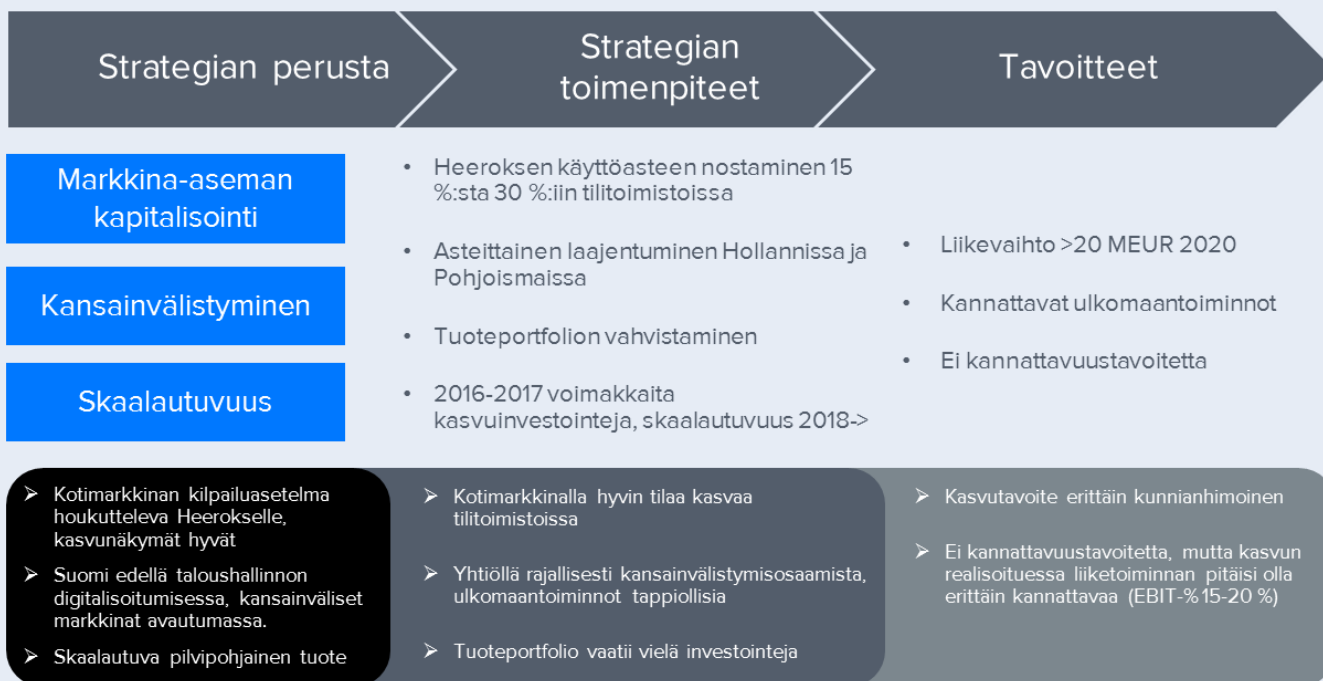 Strategian perusta
Strategian
toimenpiteet
Tavoitteet
Markkina-aseman
kapitalisointi
Kansainvälistyminen
Skaalautuvuus
• Heeroksen käyttöasteen nostaminen 15
%:sta 30 %:iin tilitoimistoissa
• Asteittainen laajentuminen Hollannissa ja
Pohjoismaissa
• Tuoteportfolion vahvistaminen
• 2016-2017 voimakkaita
kasvuinvestointeja, skaalautuvuus 2018->
• Liikevaihto >20 MEUR 2020
• Kannattavat ulkomaantoiminnot
• Ei kannattavuustavoitetta
➢ Kotimarkkinan kilpailuasetelma
houkutteleva Heerokselle,
kasvunäkymät hyvät
➢ Suomi edellä taloushallinnon
digitalisoitumisessa, kansainväliset
markkinat avautumassa.
➢ Skaalautuva pilvipohjainen tuote
➢ Kotimarkkinalla hyvin tilaa kasvaa
tilitoimistoissa
➢ Yhtiöllä rajallisesti kansainvälistymisosaamista,
ulkomaantoiminnot tappiollisia
➢ Tuoteportfolio vaatii vielä investointeja
➢ Kasvutavoite erittäin kunnianhimoinen
➢ Ei kannattavuustavoitetta, mutta kasvun
realisoituessa liiketoiminnan pitäisi olla
erittäin kannattavaa (EBIT-% 15-20 %)